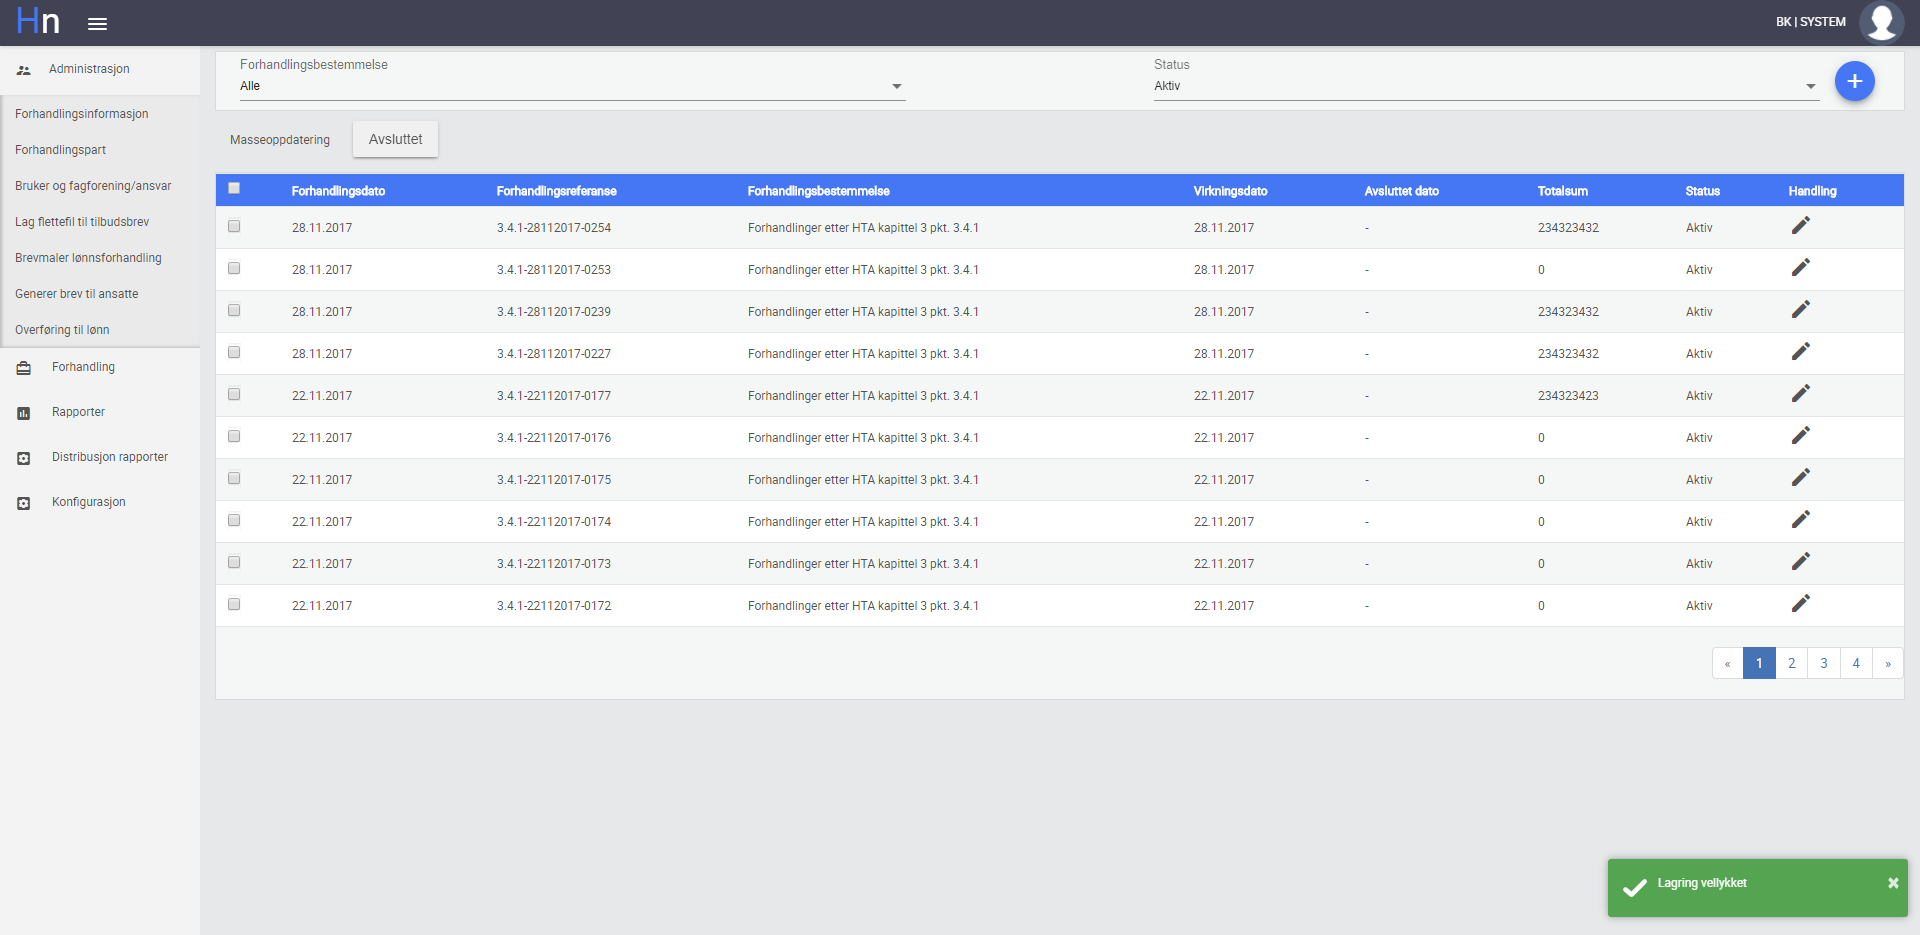 Hn
BK | SYSTEM
Administrasjon
Forhandlingsinformasjon
Forhandlingspart
Bruker og fagforening/ansvar
Lag flettefil til tilbudsbrev
Brevmaler lønnsforhandling
Generer brev til ansatte
Overføring til lønn
Forhandling
Rapporter
Distribusjon rapporter
Konfigurasjon
Forhandlingsbestemmelse
Alle
Status
Aktiv
+
Masseoppdatering Avsluttet
Forhandlingsdato Forhandlingsreferanse Forhandlingsbestemmelse Virkningsdato Avsluttet dato Totalsum Status Handling
28.11.2017 3.4.1-28112017-0254 Forhandlinger etter HTA kapittel 3 pkt. 3.4.1 28.11.2017 - 234323432 Aktiv
28.11.2017 3.4.1-28112017-0253 Forhandlinger etter HTA kapittel 3 pkt. 3.4.1 28.11.2017 - 0 Aktiv
28.11.2017 3.4.1-28112017-0239 Forhandlinger etter HTA kapittel 3 pkt. 3.4.1 28.11.2017 - 234323432 Aktiv
28.11.2017 3.4.1-28112017-0227 Forhandlinger etter HTA kapittel 3 pkt. 3.4.1 28.11.2017 - 234323432 Aktiv
22.11.2017 3.4.1-22112017-0177 Forhandlinger etter HTA kapittel 3 pkt. 3.4.1 22.11.2017 - 234323423 Aktiv
22.11.2017 3.4.1-22112017-0176 Forhandlinger etter HTA kapittel 3 pkt. 3.4.1 22.11.2017 - 0 Aktiv
22.11.2017 3.4.1-22112017-0175 Forhandlinger etter HTA kapittel 3 pkt. 3.4.1 22.11.2017 - 0 Aktiv
22.11.2017 3.4.1-22112017-0174 Forhandlinger etter HTA kapittel 3 pkt. 3.4.1 22.11.2017 - 0 Aktiv
22.11.2017 3.4.1-22112017-0173 Forhandlinger etter HTA kapittel 3 pkt. 3.4.1 22.11.2017 - 0 Aktiv
22.11.2017 3.4.1-22112017-0172 Forhandlinger etter HTA kapittel 3 pkt. 3.4.1 22.11.2017 - 0 Aktiv
« 1 2 3 4 »
Lagring vellykket ×